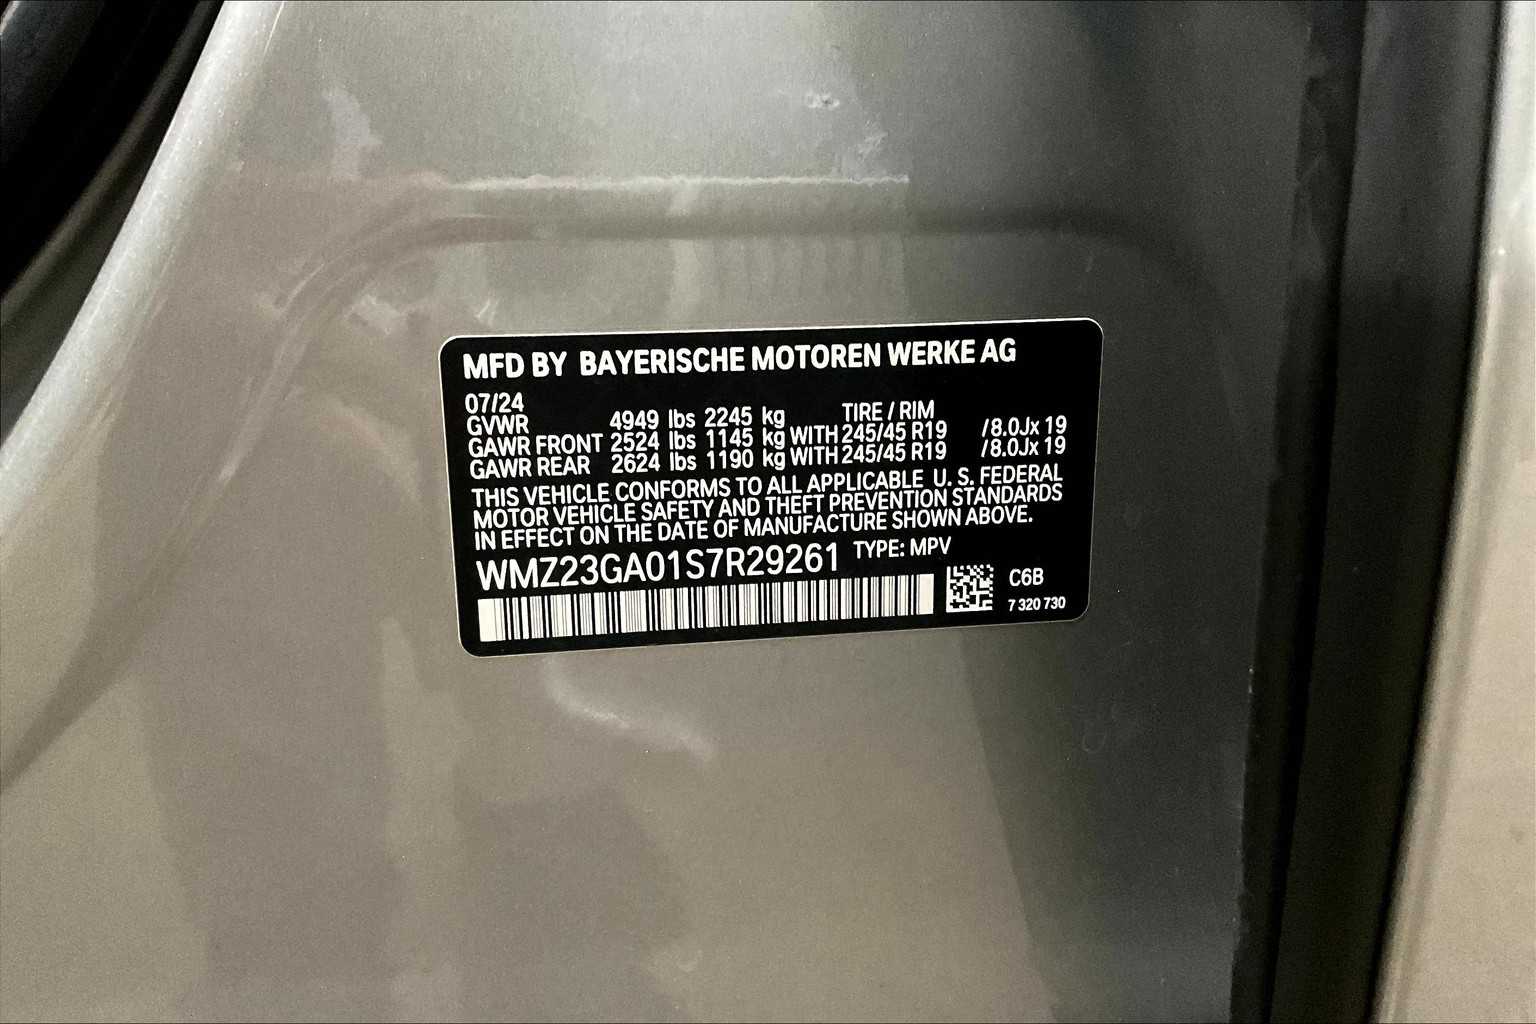 MFD BY BAYERISCHE MOTOREN WERKE AG
07/24 TIRE / RIM
GVWR 4949 lbs 2245 kg
GAWR FRONT 2524 lbs 1145 kg WITH 245/45 R19 /8.0Jx 19
GAWR REAR 2624 lbs 1190 kg WITH 245/45 R19 /8.0Jx 19
THIS VEHICLE CONFORMS TO ALL APPLICABLE U. S. FEDERAL
MOTOR VEHICLE SAFETY AND THEFT PREVENTION STANDARDS
IN EFFECT ON THE DATE OF MANUFACTURE SHOWN ABOVE.
WMZ23GA01S7R29261 TYPE: MPV
C6B
7 320 730